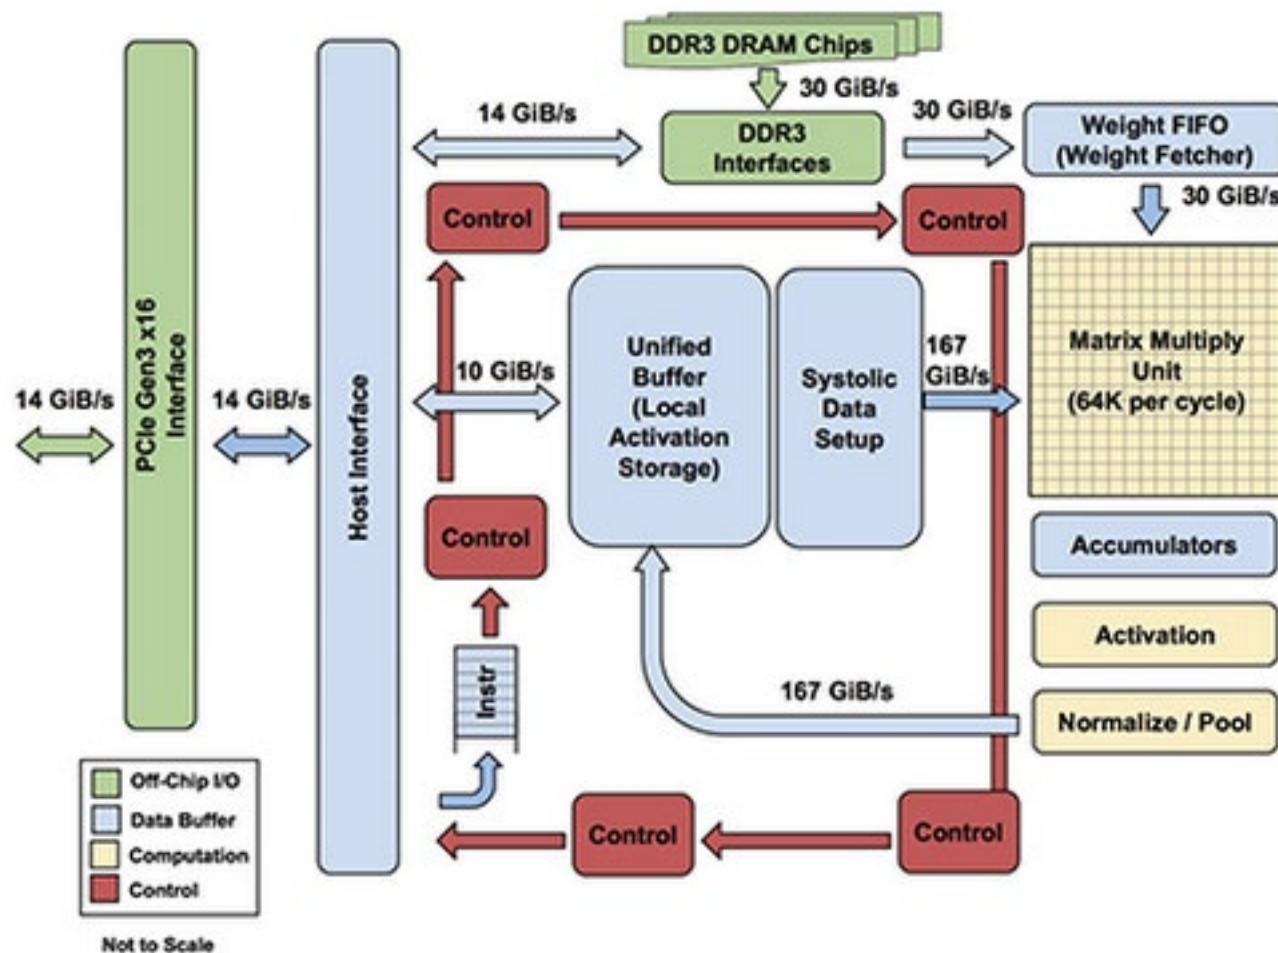 DDR3 DRAM Chips
30 GiB/s
14 GiB/s
DDR3
Interfaces
30 GiB/s
Weight FIFO
(Weight Fetcher)
30 GiB/s
Control
Control
PCIe Gen3 x16
Interface
14 GiB/s
14 GiB/s
Host Interface
10 GiB/s
Unified
Buffer
(Local
Activation
Storage)
Systolic
Data
Setup
167
GiB/s
Matrix Multiply
Unit
(64K per cycle)
Control
Accumulators
Activation
Instr
167 GiB/s
Normalize / Pool
Control
Control
Off-Chip I/O
Data Buffer
Computation
Control
Not to Scale